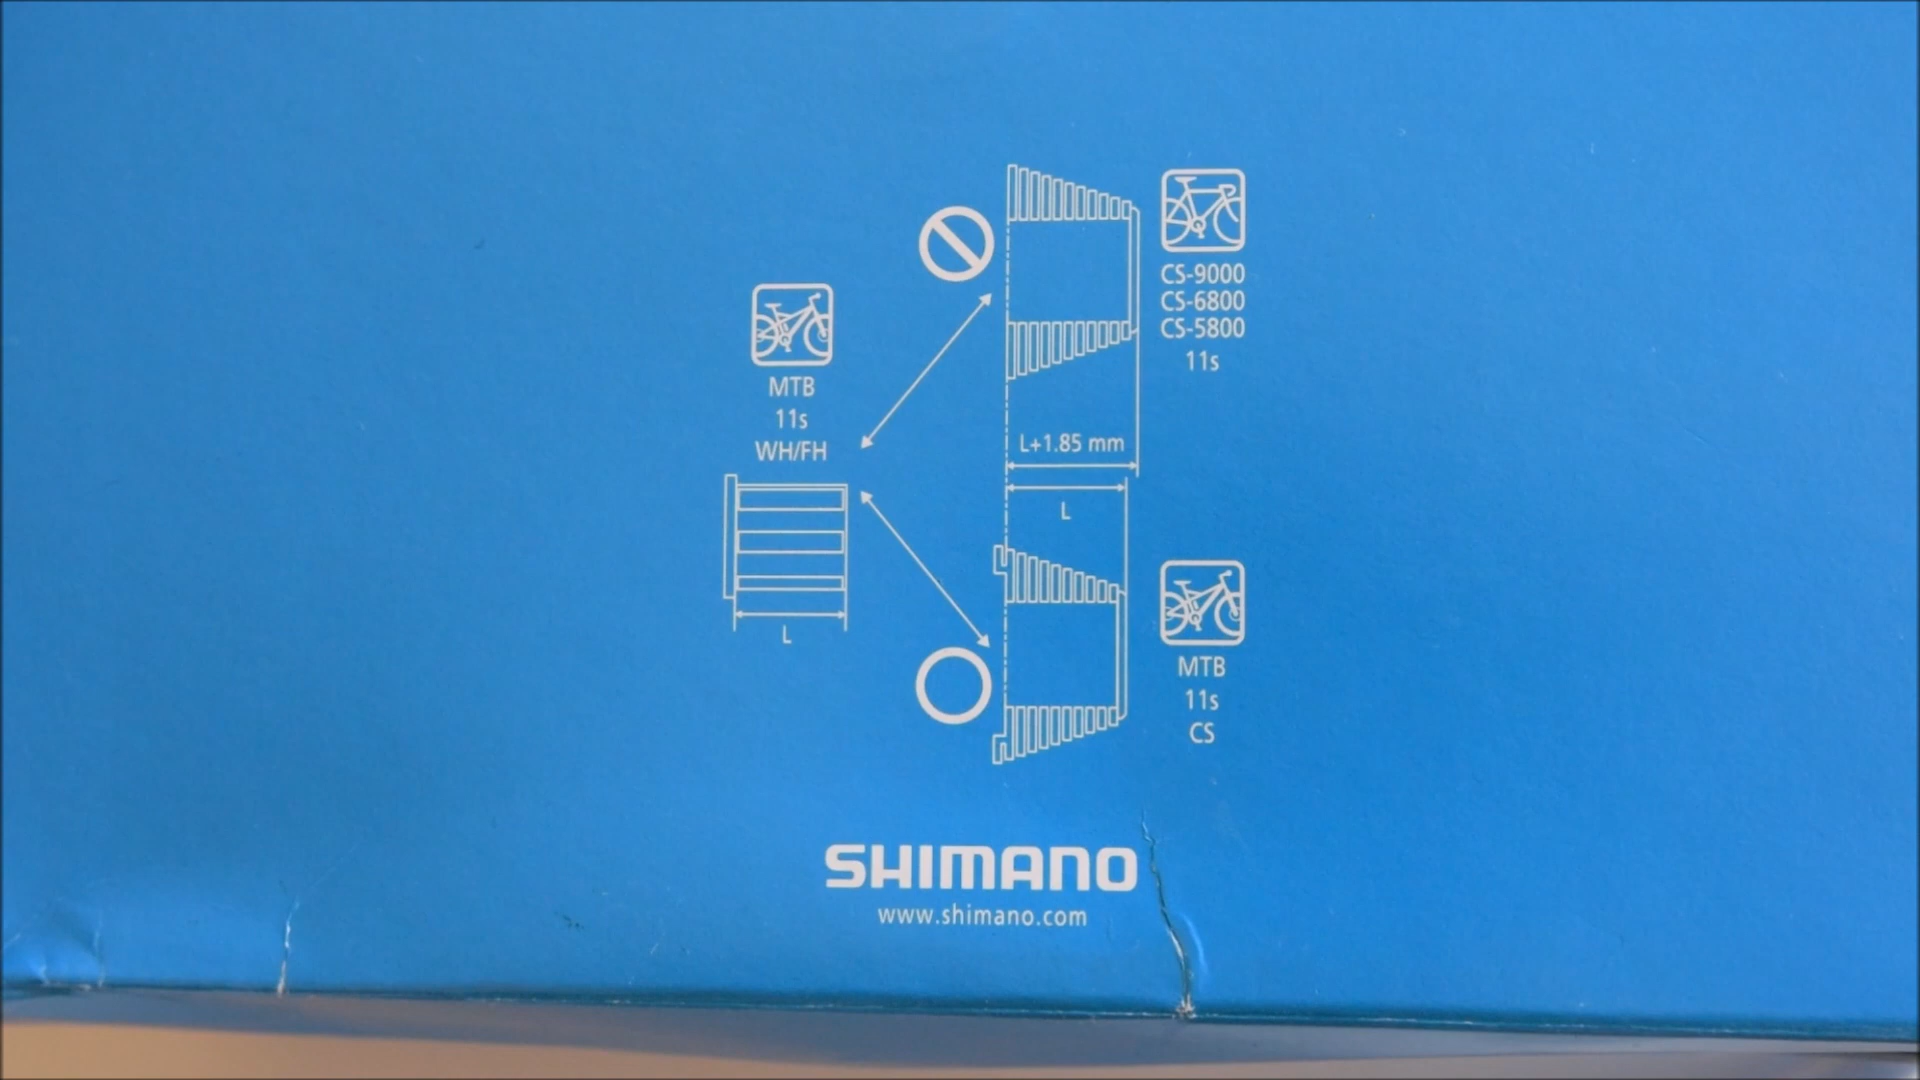 MTB
11s
WH/FH
L
CS-9000
CS-6800
CS-5800
11s
L+1.85 mm
L
MTB
11s
CS
SHIMANO
www.shimano.com